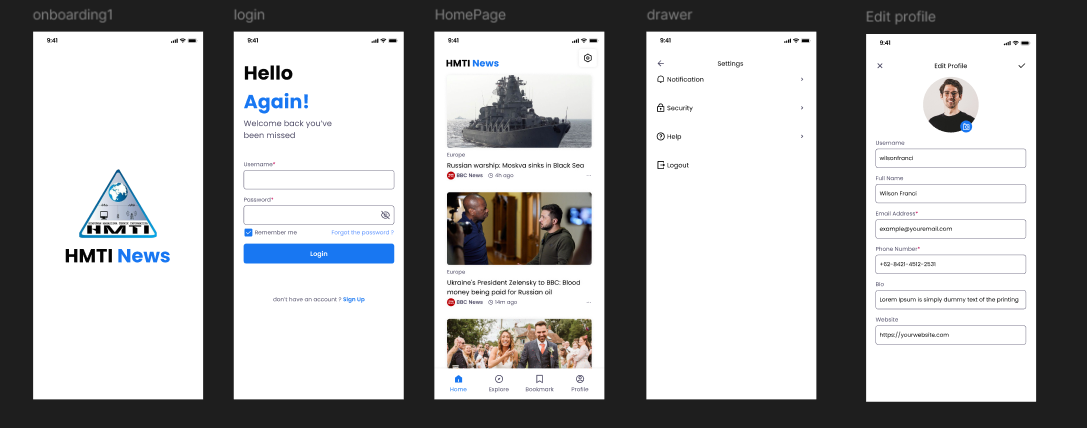 onboarding1
9:41
HMTI
HMTI News
login
9:41
Hello
Again!
Welcome back you've
been missed
Username*
Password*
Remember me
Forgot the password ?
Login
don't have an account ? Sign Up
HomePage
9:41
HMTI News
Europe
Russian warship: Moskva sinks in Black Sea
BBC News
4h ago
Europe
Ukraine's President Zelensky to BBC: Blood
money being paid for Russian oil
BBC News
14m ago
Home
Explore
Bookmark
Profile
drawer
9:41
Settings
Notification
Security
Help
Logout
Edit profile
9:41
Edit Profile
Username
wilsonfranci
Full Name
Wilson Franci
Email Address*
example@youremail.com
Phone Number*
+62-8421-4512-2531
Bio
Lorem Ipsum is simply dummy text of the printing
Website
https://yourwebsite.com